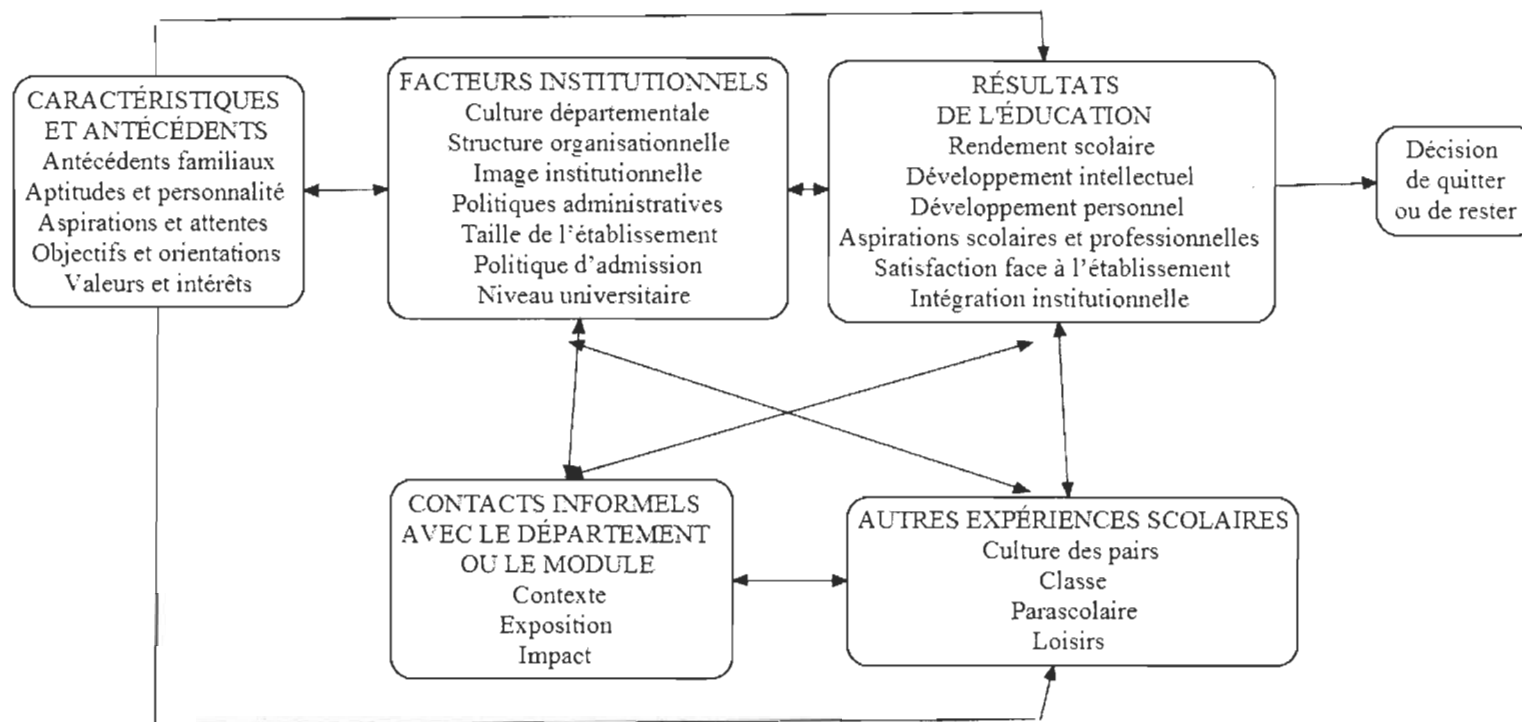 CARACTÉRISTIQUES
ET ANTÉCÉDENTS
Antécédents familiaux
Aptitudes et personnalité
Aspirations et attentes
Objectifs et orientations
Valeurs et intérêts
FACTEURS INSTITUTIONNELS
Culture départementale
Structure organisationnelle
Image institutionnelle
Politiques administratives
Taille de l'établissement
Politique d'admission
Niveau universitaire
RÉSULTATS
DE L'ÉDUCATION
Rendement scolaire
Développement intellectuel
Développement personnel
Aspirations scolaires et professionnelles
Satisfaction face à l'établissement
Intégration institutionnelle
Décision
de quitter
ou de rester
CONTACTS INFORMELS
AVEC LE DÉPARTEMENT
OU LE MODULE
Contexte
Exposition
Impact
AUTRES EXPÉRIENCES SCOLAIRES
Culture des pairs
Classe
Parascolaire
Loisirs